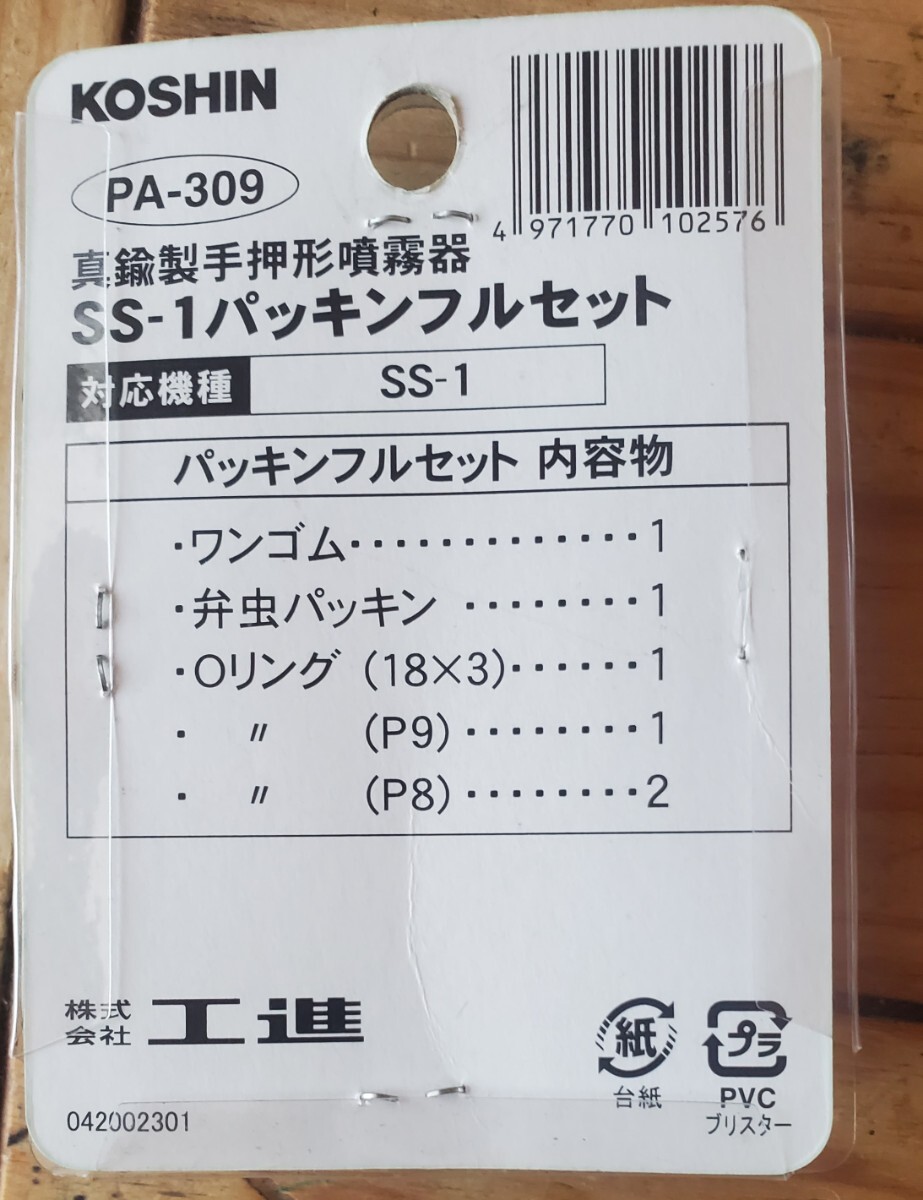 KOSHIN
PA-309
4 971770 102576
真鍮製手押形噴霧器
SS-1パッキンフルセット
対応機種 SS-1
パッキンフルセット 内容物
・ワンゴム・・・・・・・・・・・・・1
・弁虫パッキン ・・・・・・・・1
・Oリング (18×3)・・・・・・1
・ 〃 (P9)・・・・・・・・1
・ 〃 (P8)・・・・・・・・2
株式会社 工進
紙
台紙
プラ
PVC
ブリスター
042002301